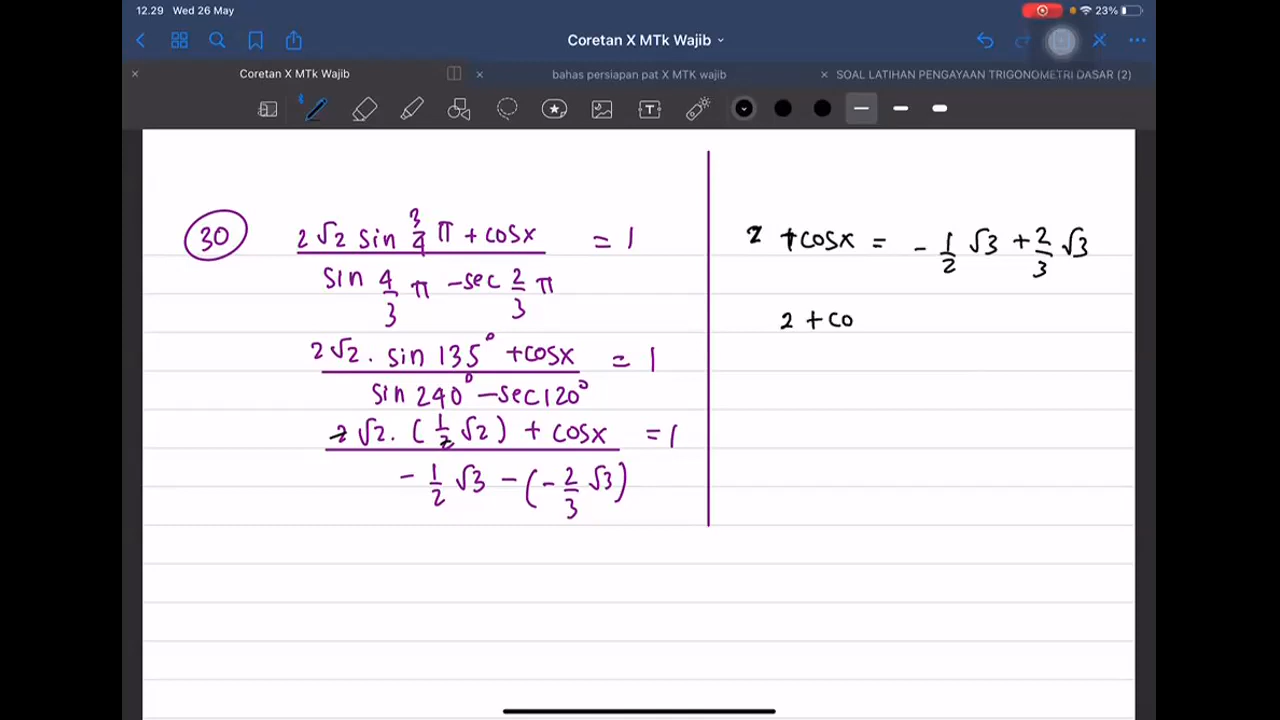 12.29 Wed 26 May
23%
Coretan X MTk Wajib
Coretan X MTk Wajib
bahas persiapan pat X MTK wajib
SOAL LATIHAN PENGAYAAN TRIGONOMETRI DASAR (2)
30
2√2 sin 3/4 π + cosx = 1
sin 4/3 π - sec 2/3 π
2√2 . sin 135° + cosx = 1
sin 240° - sec 120°
2√2 . (1/2 √2) + cosx = 1
- 1/2 √3 - (- 2/3 √3)
2 + cosx = - 1/2 √3 + 2/3 √3
2 + co